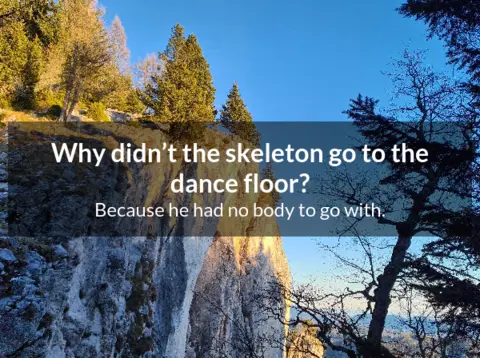 Why didn’t the skeleton go to the
dance floor?
Because he had no body to go with.